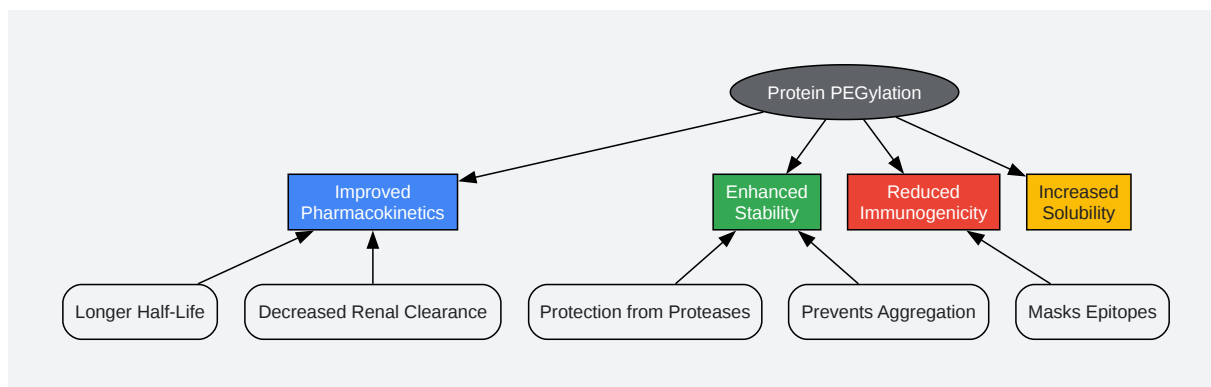 Protein PEGylation
Improved
Pharmacokinetics
Enhanced
Stability
Reduced
Immunogenicity
Increased
Solubility
Longer Half-Life
Decreased Renal Clearance
Protection from Proteases
Prevents Aggregation
Masks Epitopes